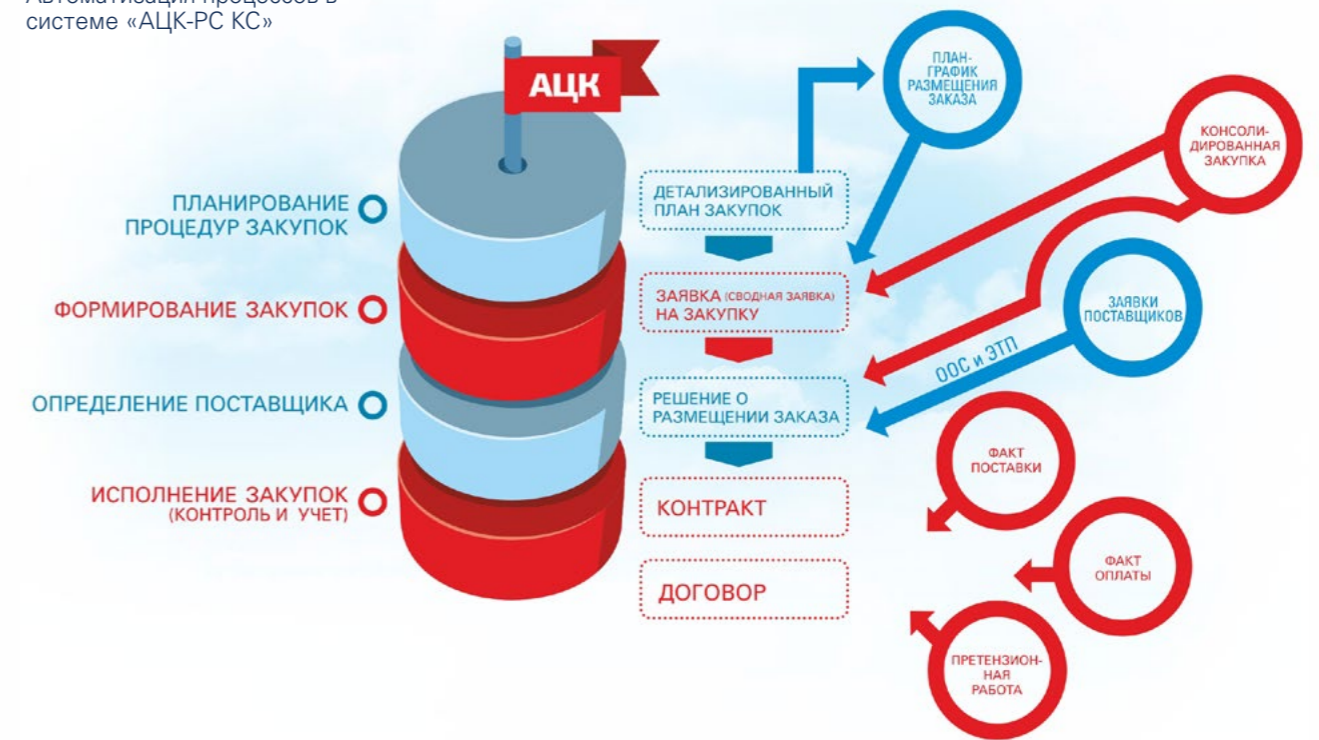 Автоматизация процессов в
системе «АЦК-РС КС»
АЦК
ПЛАНИРОВАНИЕ
ПРОЦЕДУР ЗАКУПОК
ФОРМИРОВАНИЕ ЗАКУПОК
ОПРЕДЕЛЕНИЕ ПОСТАВЩИКА
ИСПОЛНЕНИЕ ЗАКУПОК
(КОНТРОЛЬ И УЧЕТ)
ДЕТАЛИЗИРОВАННЫЙ
ПЛАН ЗАКУПОК
ЗАЯВКА (СВОДНАЯ ЗАЯВКА)
НА ЗАКУПКУ
РЕШЕНИЕ О
РАЗМЕЩЕНИИ ЗАКАЗА
КОНТРАКТ
ДОГОВОР
ПЛАН-
ГРАФИК
РАЗМЕЩЕНИЯ
ЗАКАЗА
КОНСОЛИ-
ДИРОВАННАЯ
ЗАКУПКА
ЗАЯВКИ
ПОСТАВЩИКОВ
ООС и ЭТП
ФАКТ
ПОСТАВКИ
ФАКТ
ОПЛАТЫ
ПРЕТЕНЗИОН-
НАЯ
РАБОТА